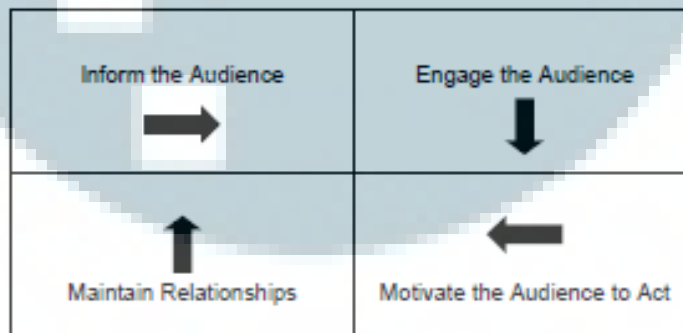 Inform the Audience
Engage the Audience
Maintain Relationships
Motivate the Audience to Act